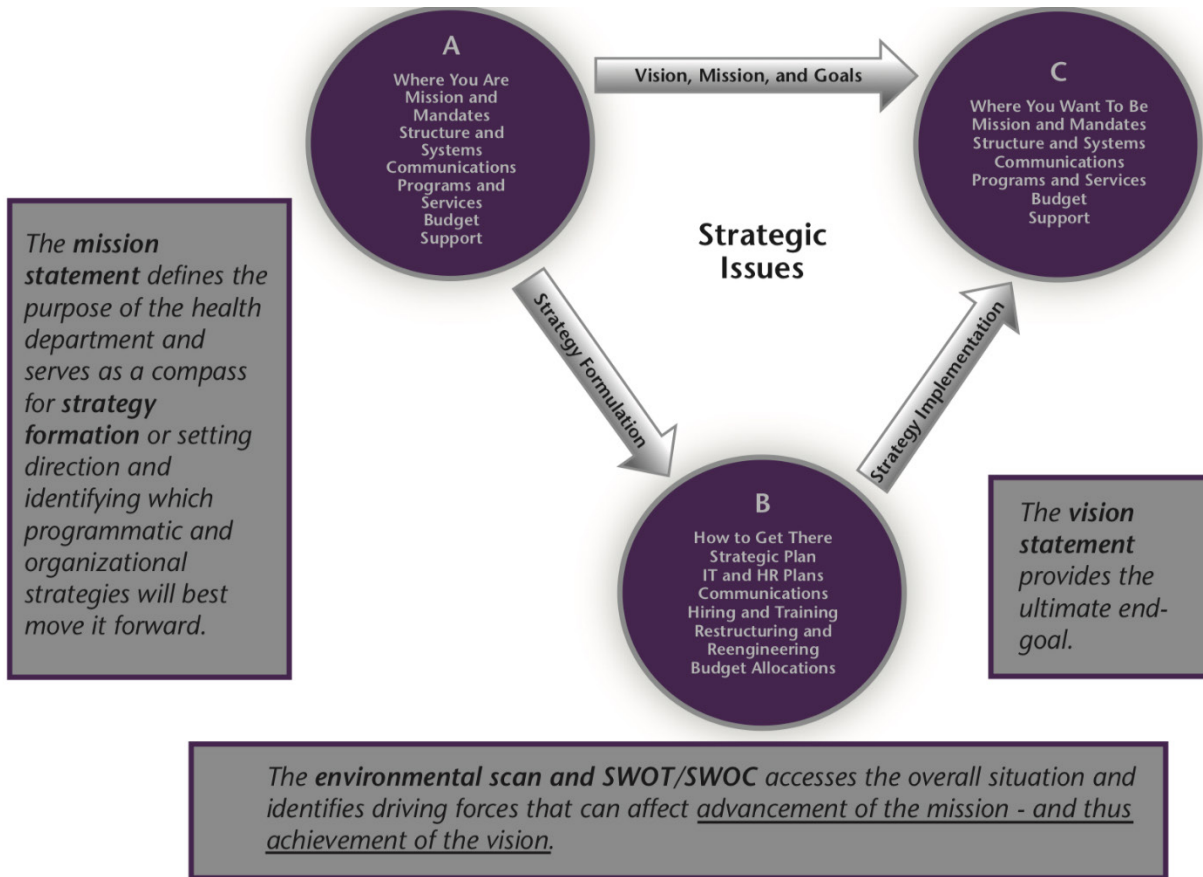 A
Where You Are
Mission and
Mandates
Structure and
Systems
Communications
Programs and
Services
Budget
Support
Vision, Mission, and Goals
C
Where You Want To Be
Mission and Mandates
Structure and Systems
Communications
Programs and Services
Budget
Support
Strategic
Issues
The mission
statement defines the
purpose of the health
department and
serves as a compass
for strategy
formation or setting
direction and
identifying which
programmatic and
organizational
strategies will best
move it forward.
Strategy Formulation
Strategy Implementation
B
How to Get There
Strategic Plan
IT and HR Plans
Communications
Hiring and Training
Restructuring and
Reengineering
Budget Allocations
The vision
statement
provides the
ultimate end-
goal.
The environmental scan and SWOT/SWOC accesses the overall situation and
identifies driving forces that can affect advancement of the mission - and thus
achievement of the vision.